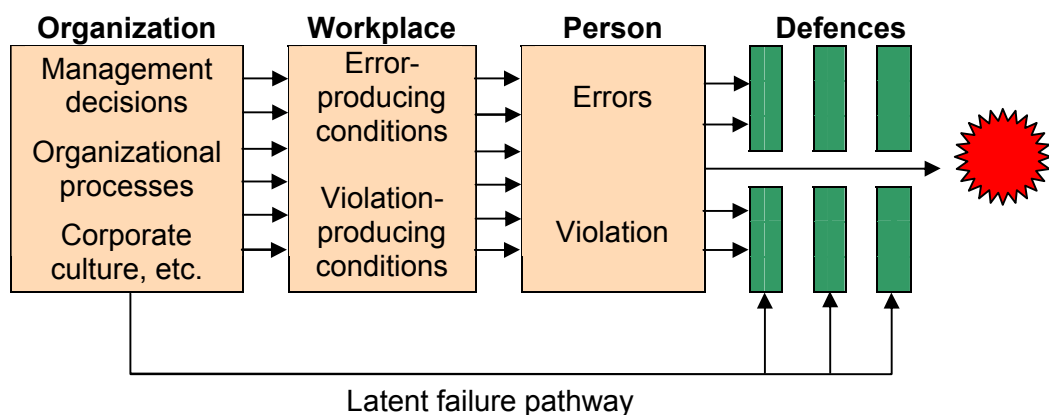 Organization
Workplace
Person
Defences
Management
decisions
Organizational
processes
Corporate
culture, etc.
Error-
producing
conditions
Violation-
producing
conditions
Errors
Violation
Latent failure pathway